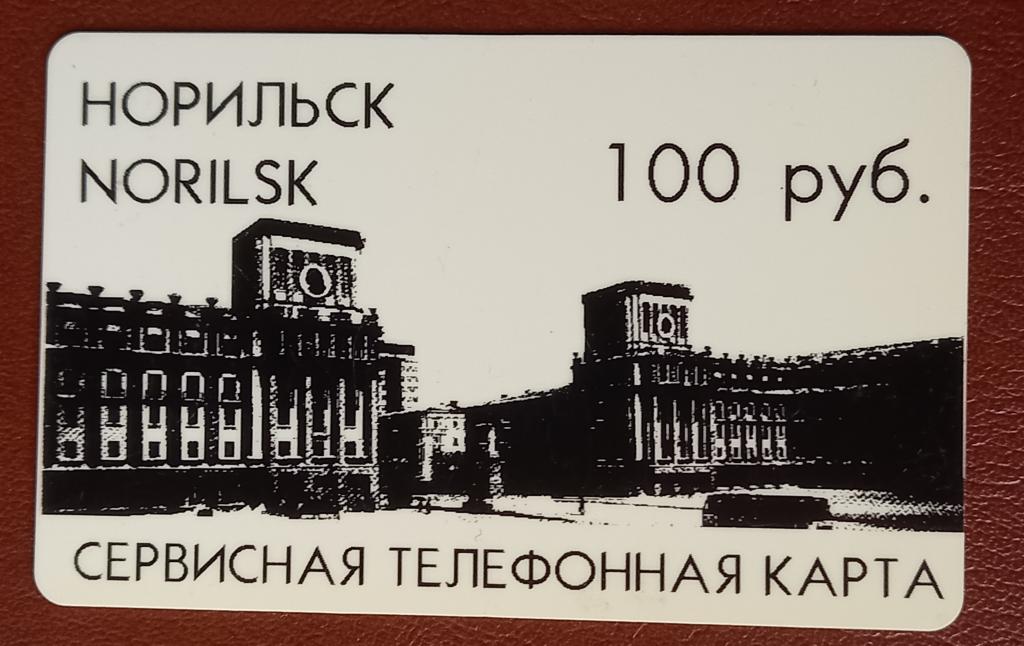 НОРИЛЬСК
NORILSK
100 руб.
СЕРВИСНАЯ ТЕЛЕФОННАЯ КАРТА